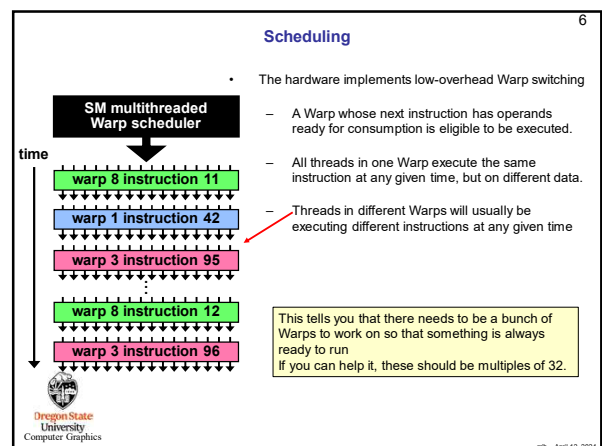 6
Scheduling
• The hardware implements low-overhead Warp switching
SM multithreaded
Warp scheduler
– A Warp whose next instruction has operands
ready for consumption is eligible to be executed.
– All threads in one Warp execute the same
instruction at any given time, but on different data.
– Threads in different Warps will usually be
executing different instructions at any given time
time
warp 8 instruction 11
warp 1 instruction 42
warp 3 instruction 95
warp 8 instruction 12
warp 3 instruction 96
This tells you that there needs to be a bunch of
Warps to work on so that something is always
ready to run
If you can help it, these should be multiples of 32.
Oregon State
University
Computer Graphics